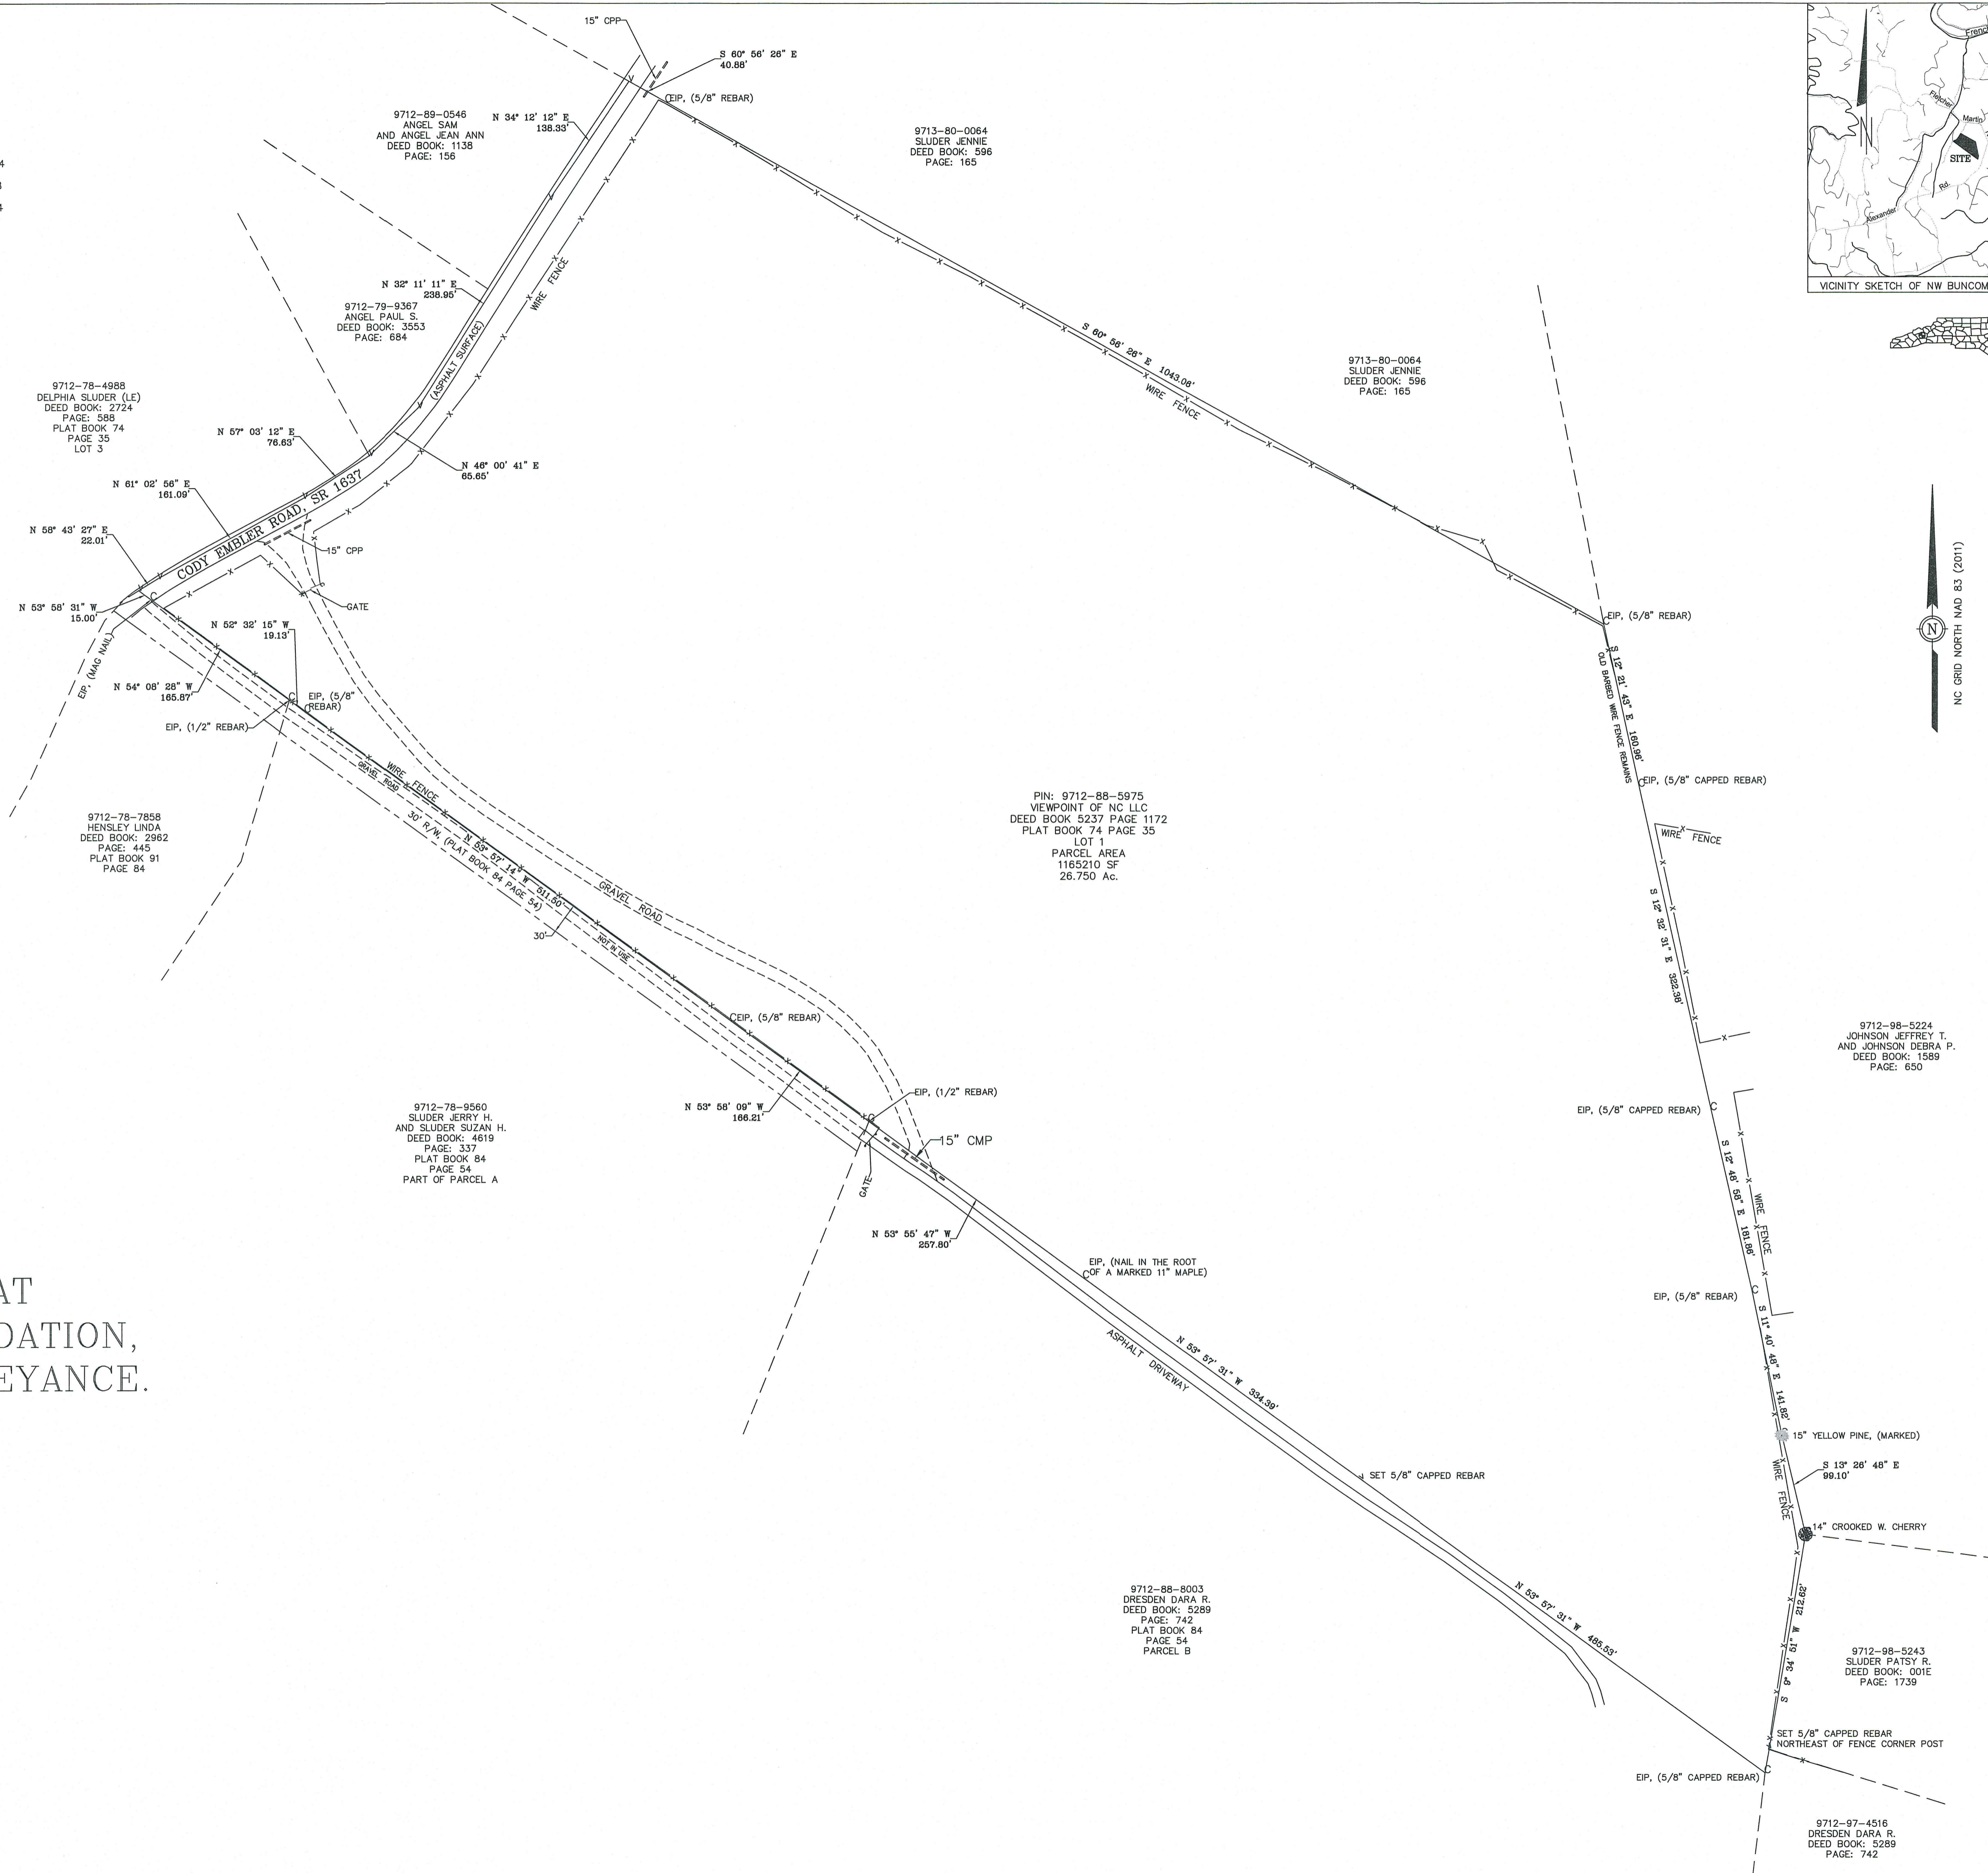 15" CPP
S 60° 56' 26" E
40.88'
EIP, (5/8" REBAR)
9712-89-0546
ANGEL SAM
AND ANGEL JEAN ANN
DEED BOOK: 1138
PAGE: 156
N 34° 12' 12" E
138.33'
9713-80-0064
SLUDER JENNIE
DEED BOOK: 596
PAGE: 165
Fletcher
Martin
SITE
Rd.
Alexander
N
VICINITY SKETCH OF NW BUNCOM
4
3
4
N 32° 11' 11" E
238.95'
9712-79-9367
ANGEL PAUL S.
DEED BOOK: 3553
PAGE: 684
WIRE FENCE
(ASPHALT SURFACE)
S 60° 56' 26" E 1043.06'
WIRE FENCE
9713-80-0064
SLUDER JENNIE
DEED BOOK: 596
PAGE: 165
9712-78-4988
DELPHIA SLUDER (LE)
DEED BOOK: 2724
PAGE: 588
PLAT BOOK 74
PAGE 35
LOT 3
N 57° 03' 12" E
76.63'
N 46° 00' 41" E
65.65'
N 61° 02' 56" E
161.09'
CODY EMBLER ROAD, SR 1637
N 58° 43' 27" E
22.01'
15" CPP
GATE
N 53° 58' 31" W
15.00'
N 52° 32' 15" W
19.13'
EIP, (MAG NAIL)
N 54° 08' 28" W
165.87'
EIP, (5/8"
REBAR)
EIP, (1/2" REBAR)
EIP, (5/8" REBAR)
NC GRID NORTH NAD 83 (2011)
N
S 12° 21' 43" E 160.96'
OLD BARBED WIRE FENCE REMAINS
EIP, (5/8" CAPPED REBAR)
WIRE FENCE
WIRE FENCE
GRAVEL ROAD
N 53° 57' 14" W 511.50'
30' R/W, (PLAT BOOK 84 PAGE 54)
9712-78-7858
HENSLEY LINDA
DEED BOOK: 2962
PAGE: 445
PLAT BOOK 91
PAGE 84
PIN: 9712-88-5975
VIEWPOINT OF NC LLC
DEED BOOK 5237 PAGE 1172
PLAT BOOK 74 PAGE 35
LOT 1
PARCEL AREA
1165210 SF
26.750 Ac.
GRAVEL ROAD
30'
NOT IN USE
S 12° 32' 31" E 322.38'
EIP, (5/8" REBAR)
9712-98-5224
JOHNSON JEFFREY T.
AND JOHNSON DEBRA P.
DEED BOOK: 1589
PAGE: 650
9712-78-9560
SLUDER JERRY H.
AND SLUDER SUZAN H.
DEED BOOK: 4619
PAGE: 337
PLAT BOOK 84
PAGE 54
PART OF PARCEL A
N 53° 58' 09" W
166.21'
EIP, (1/2" REBAR)
15" CMP
GATE
EIP, (5/8" CAPPED REBAR)
S 12° 48' 58" E 181.86'
WIRE FENCE
N 53° 55' 47" W
257.80'
EIP, (NAIL IN THE ROOT
OF A MARKED 11" MAPLE)
EIP, (5/8" REBAR)
AT
DATION,
EYANCE.
ASPHALT DRIVEWAY
N 53° 57' 31" W 334.39'
S 11° 40' 48" E 141.82'
15" YELLOW PINE, (MARKED)
SET 5/8" CAPPED REBAR
WIRE FENCE
S 13° 26' 48" E
99.10'
14" CROOKED W. CHERRY
9712-88-8003
DRESDEN DARA R.
DEED BOOK: 5289
PAGE: 742
PLAT BOOK 84
PAGE 54
PARCEL B
N 53° 57' 31" W 485.53'
S 9° 34' 51" W 212.62'
9712-98-5243
SLUDER PATSY R.
DEED BOOK: 001E
PAGE: 1739
SET 5/8" CAPPED REBAR
NORTHEAST OF FENCE CORNER POST
EIP, (5/8" CAPPED REBAR)
9712-97-4516
DRESDEN DARA R.
DEED BOOK: 5289
PAGE: 742